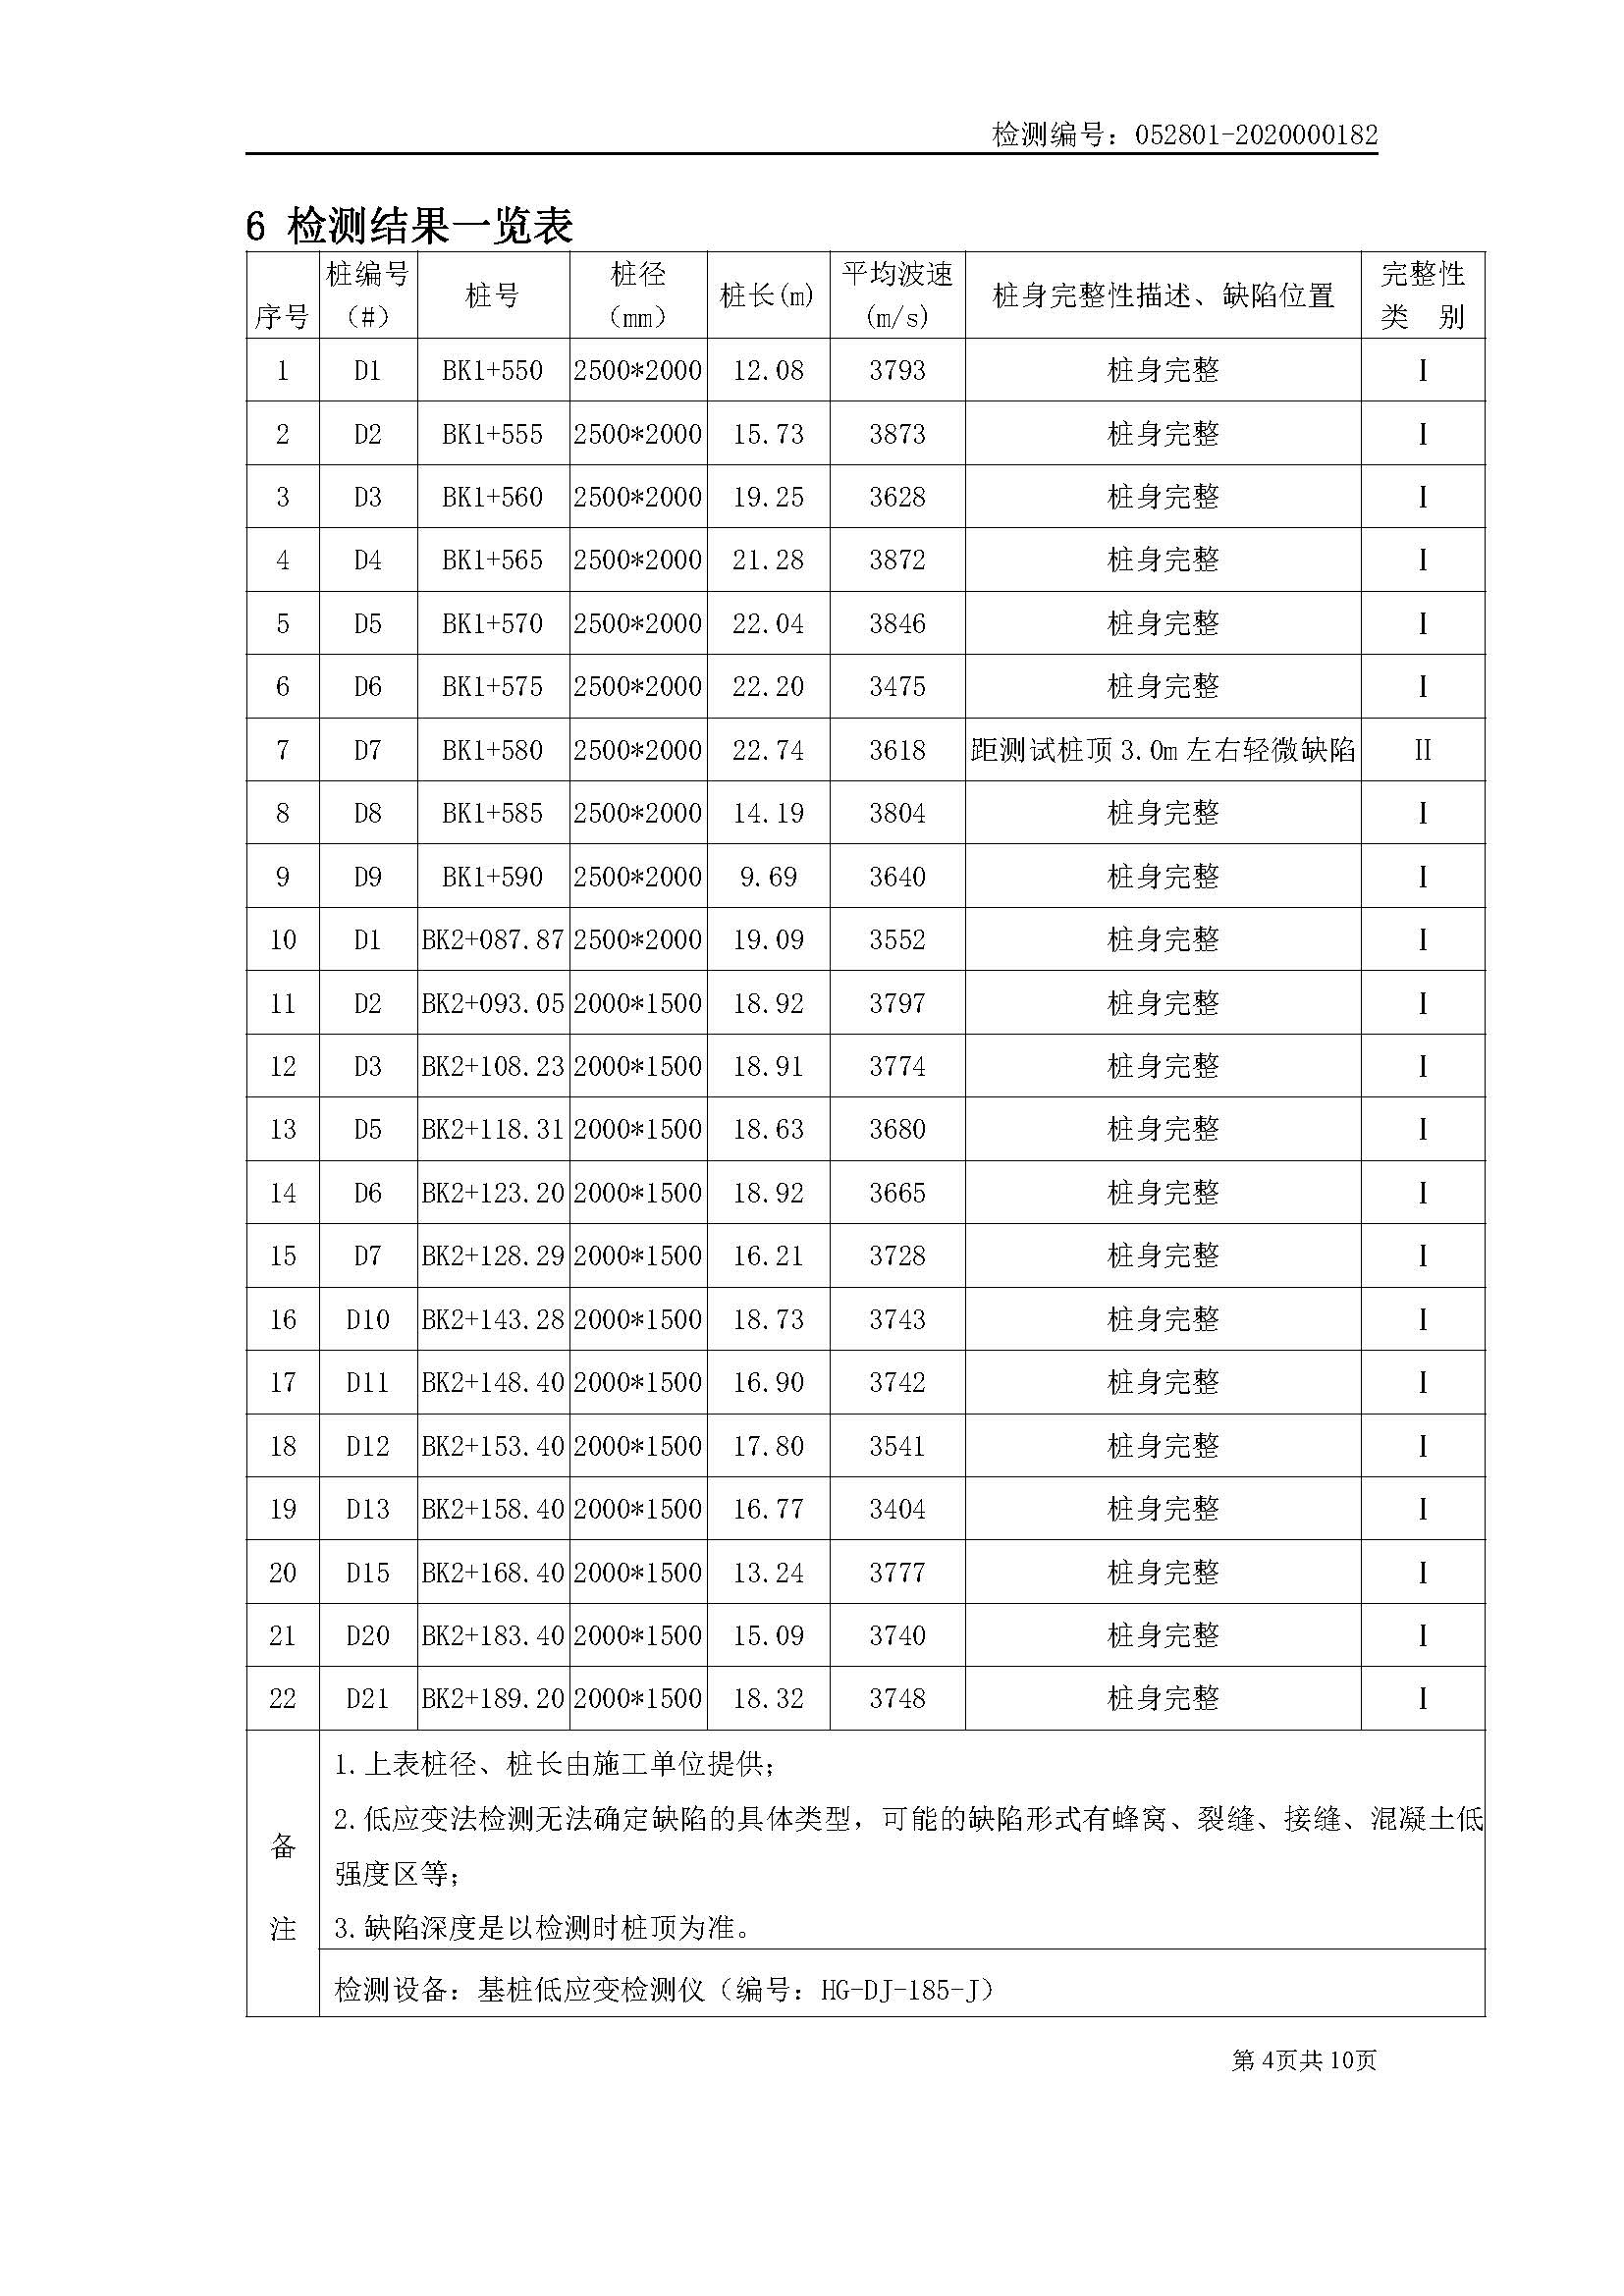 检测编号：052801-2020000182
6 检测结果一览表
序号 桩编号（#） 桩号 桩径（mm） 桩长(m) 平均波速(m/s) 桩身完整性描述、缺陷位置 完整性类 别
1 D1 BK1+550 2500*2000 12.08 3793 桩身完整 I
2 D2 BK1+555 2500*2000 15.73 3873 桩身完整 I
3 D3 BK1+560 2500*2000 19.25 3628 桩身完整 I
4 D4 BK1+565 2500*2000 21.28 3872 桩身完整 I
5 D5 BK1+570 2500*2000 22.04 3846 桩身完整 I
6 D6 BK1+575 2500*2000 22.20 3475 桩身完整 I
7 D7 BK1+580 2500*2000 22.74 3618 距测试桩顶3.0m左右轻微缺陷 II
8 D8 BK1+585 2500*2000 14.19 3804 桩身完整 I
9 D9 BK1+590 2500*2000 9.69 3640 桩身完整 I
10 D1 BK2+087.87 2500*2000 19.09 3552 桩身完整 I
11 D2 BK2+093.05 2000*1500 18.92 3797 桩身完整 I
12 D3 BK2+108.23 2000*1500 18.91 3774 桩身完整 I
13 D5 BK2+118.31 2000*1500 18.63 3680 桩身完整 I
14 D6 BK2+123.20 2000*1500 18.92 3665 桩身完整 I
15 D7 BK2+128.29 2000*1500 16.21 3728 桩身完整 I
16 D10 BK2+143.28 2000*1500 18.73 3743 桩身完整 I
17 D11 BK2+148.40 2000*1500 16.90 3742 桩身完整 I
18 D12 BK2+153.40 2000*1500 17.80 3541 桩身完整 I
19 D13 BK2+158.40 2000*1500 16.77 3404 桩身完整 I
20 D15 BK2+168.40 2000*1500 13.24 3777 桩身完整 I
21 D20 BK2+183.40 2000*1500 15.09 3740 桩身完整 I
22 D21 BK2+189.20 2000*1500 18.32 3748 桩身完整 I
备注
1.上表桩径、桩长由施工单位提供；
2.低应变法检测无法确定缺陷的具体类型，可能的缺陷形式有蜂窝、裂缝、接缝、混凝土低
强度区等；
3.缺陷深度是以检测时桩顶为准。
检测设备：基桩低应变检测仪（编号：HG-DJ-185-J）
第 4页共 10页